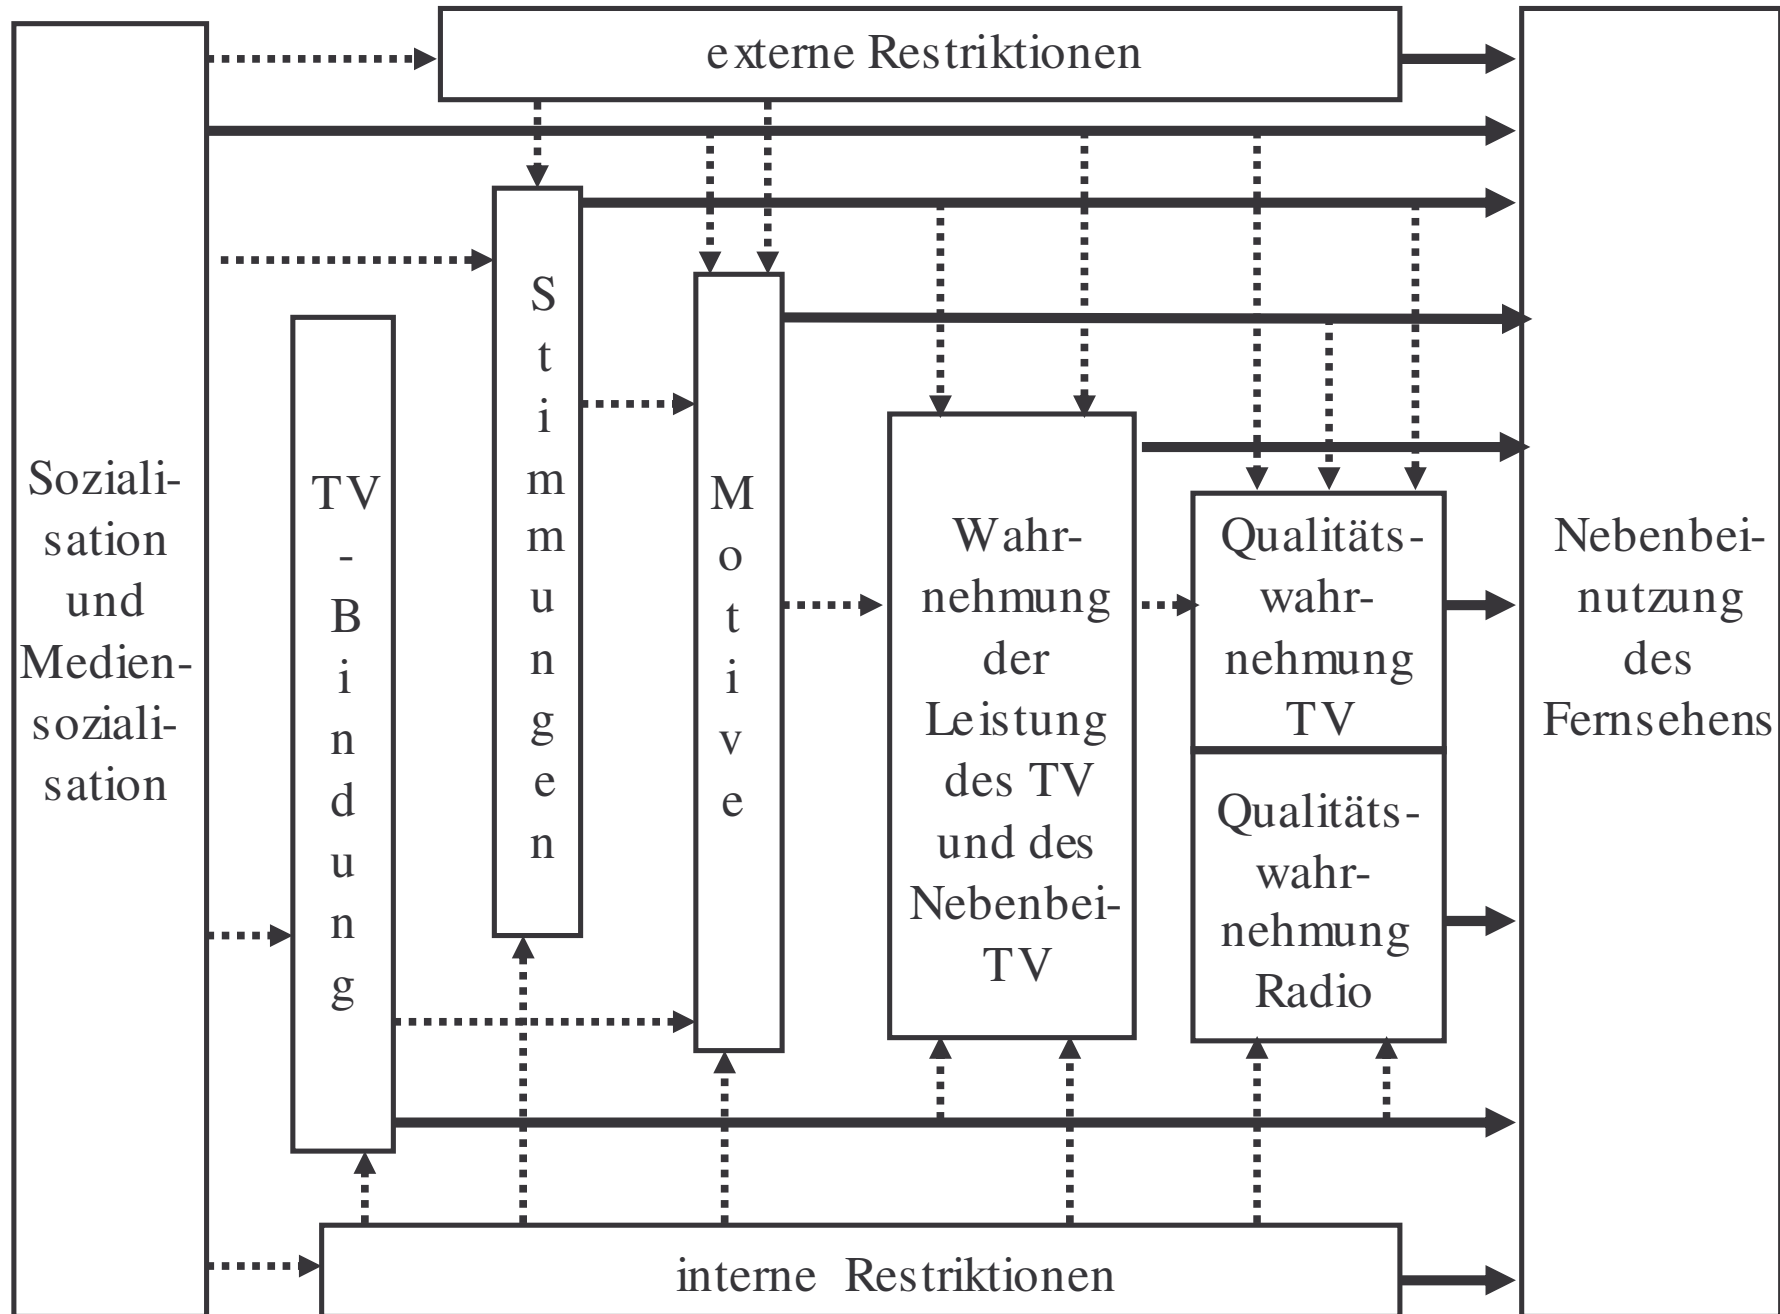 externe Restriktionen
Soziali-
sation
und
Medien-
soziali-
sation
TV
-
B
i
n
d
u
n
g
S
t
i
m
m
u
n
g
e
n
M
o
t
i
v
e
Wahr-
nehmung
der
Leistung
des TV
und des
Nebenbei-
TV
Qualitäts-
wahr-
nehmung
TV
Qualitäts-
wahr-
nehmung
Radio
Nebenbei-
nutzung
des
Fernsehens
interne Restriktionen